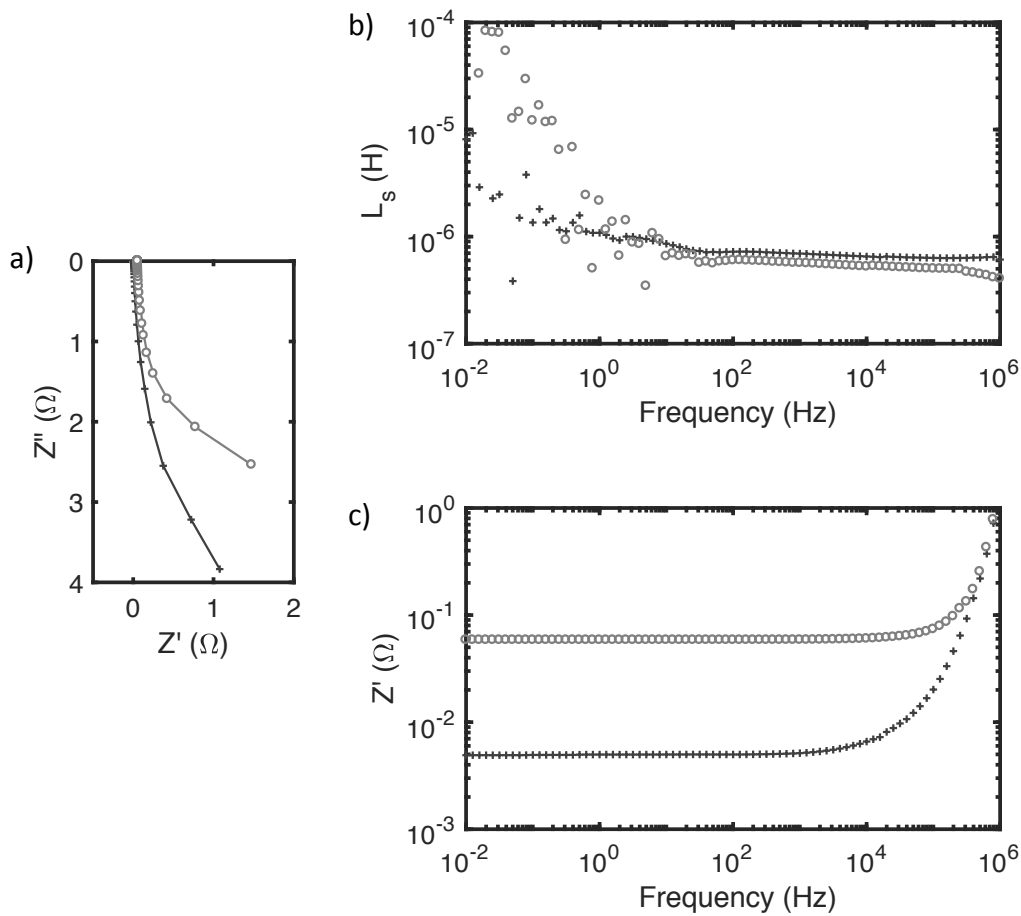 a)
0
1
2
3
4
Z'' (Ω)
0 1 2
Z' (Ω)
b)
10^-4
10^-5
10^-6
10^-7
L_s (H)
10^-2 10^0 10^2 10^4 10^6
Frequency (Hz)
c)
10^0
10^-1
10^-2
10^-3
Z' (Ω)
10^-2 10^0 10^2 10^4 10^6
Frequency (Hz)